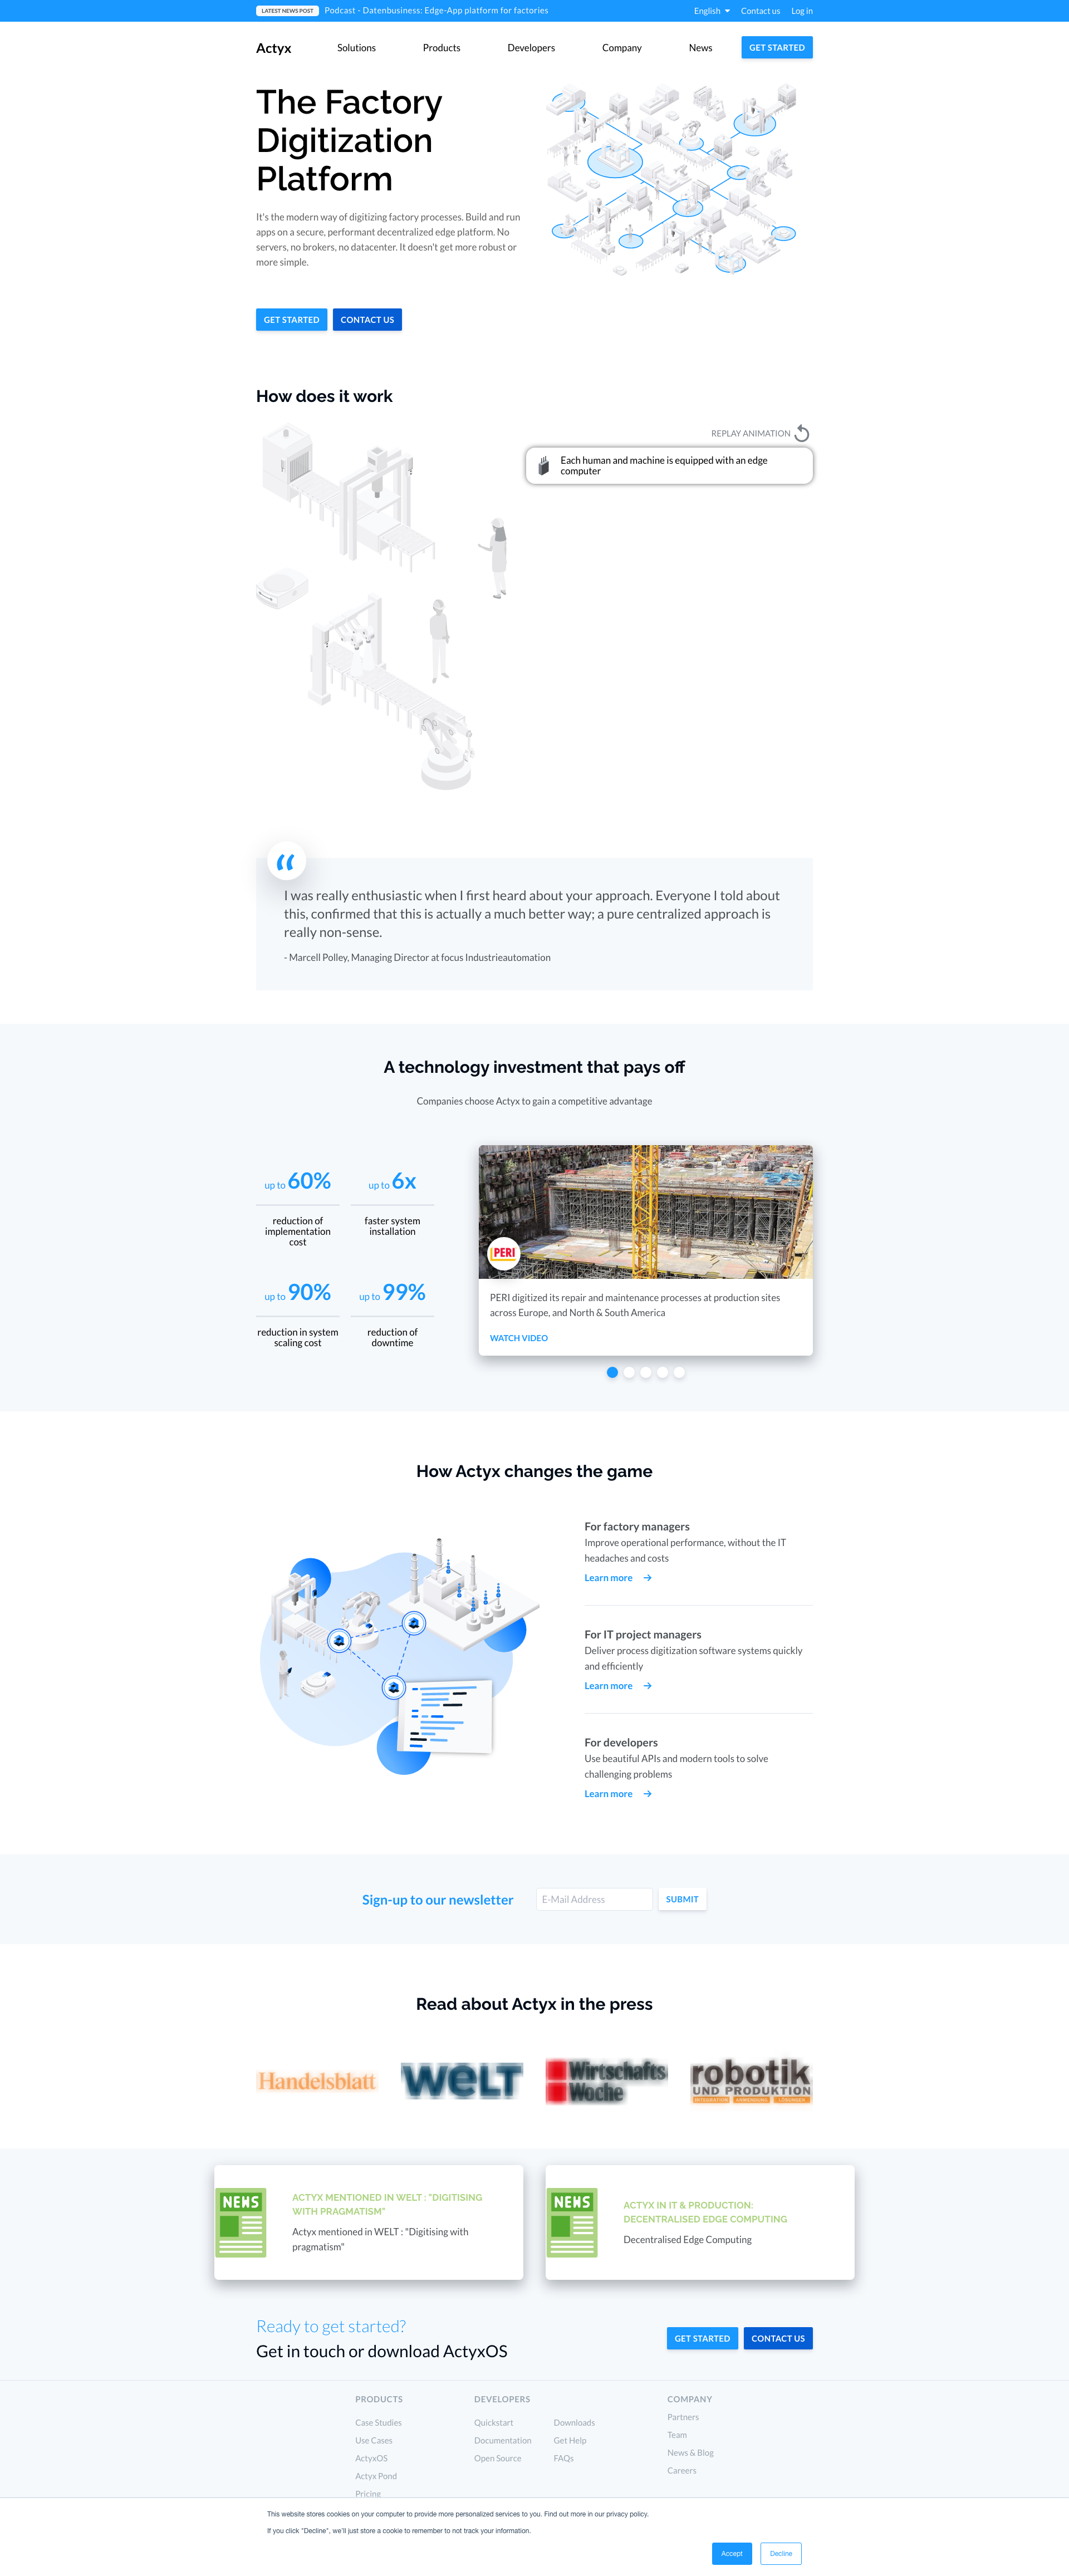 LATEST NEWS POST Podcast - Datenbusiness: Edge-App platform for factories English Contact us Log in
Actyx Solutions Products Developers Company News GET STARTED
The Factory
Digitization
Platform
It's the modern way of digitizing factory processes. Build and run
apps on a secure, performant decentralized edge platform. No
servers, no brokers, no datacenter. It doesn't get more robust or
more simple.
GET STARTED CONTACT US
How does it work
REPLAY ANIMATION
Each human and machine is equipped with an edge
computer
I was really enthusiastic when I first heard about your approach. Everyone I told about
this, confirmed that this is actually a much better way; a pure centralized approach is
really non-sense.
- Marcell Polley, Managing Director at focus Industrieautomation
A technology investment that pays off
Companies choose Actyx to gain a competitive advantage
up to 60%
reduction of
implementation
cost
up to 6x
faster system
installation
up to 90%
reduction in system
scaling cost
up to 99%
reduction of
downtime
PERI
PERI digitized its repair and maintenance processes at production sites
across Europe, and North & South America
WATCH VIDEO
How Actyx changes the game
For factory managers
Improve operational performance, without the IT
headaches and costs
Learn more
For IT project managers
Deliver process digitization software systems quickly
and efficiently
Learn more
For developers
Use beautiful APIs and modern tools to solve
challenging problems
Learn more
Sign-up to our newsletter E-Mail Address SUBMIT
Read about Actyx in the press
Handelsblatt
WELT
Wirtschafts
Woche
robotik
UND PRODUKTION
INTEGRATION ANWENDUNG LÖSUNGEN
NEWS
ACTYX MENTIONED IN WELT : "DIGITISING
WITH PRAGMATISM"
Actyx mentioned in WELT : "Digitising with
pragmatism"
NEWS
ACTYX IN IT & PRODUCTION:
DECENTRALISED EDGE COMPUTING
Decentralised Edge Computing
Ready to get started?
Get in touch or download ActyxOS
GET STARTED CONTACT US
PRODUCTS
Case Studies
Use Cases
ActyxOS
Actyx Pond
Pricing
DEVELOPERS
Quickstart
Documentation
Open Source
Downloads
Get Help
FAQs
COMPANY
Partners
Team
News & Blog
Careers
This website stores cookies on your computer to provide more personalized services to you. Find out more in our privacy policy.
If you click "Decline", we'll just store a cookie to remember to not track your information.
Accept Decline